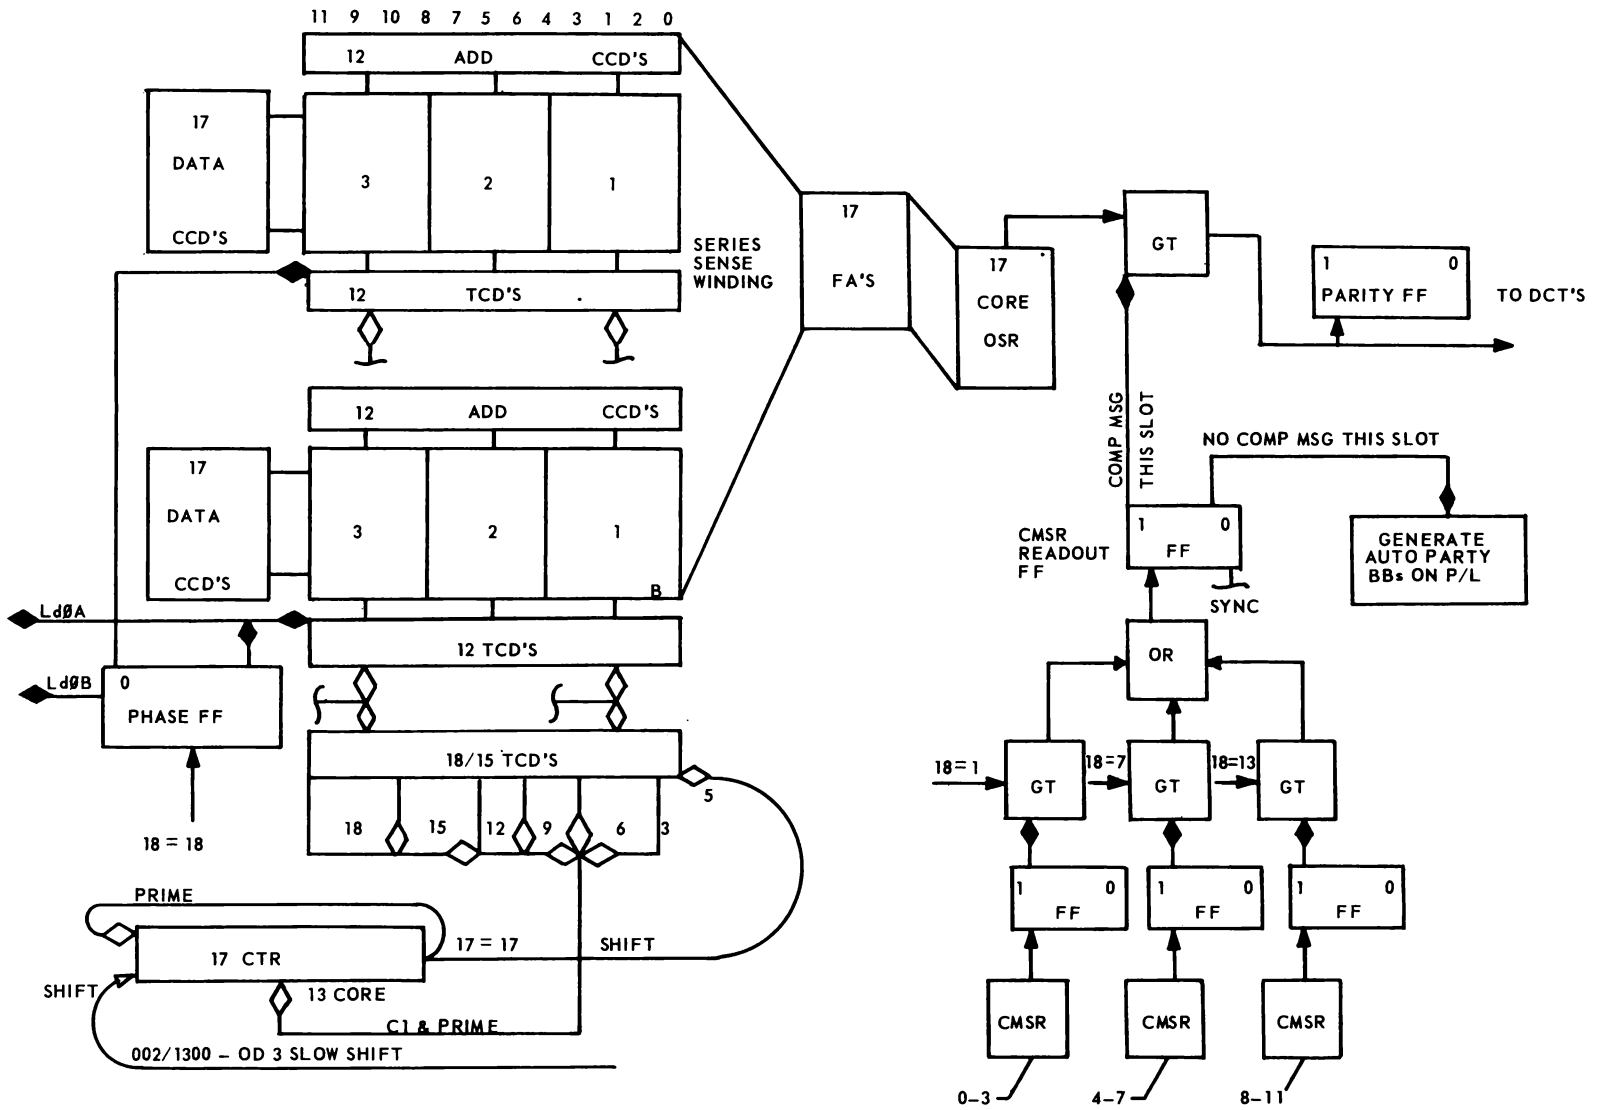 11 9 10 8 7 5 6 4 3 1 2 0
12 ADD CCD'S
17
DATA
CCD'S
3 2 1
12 TCD'S
SERIES
SENSE
WINDING
17
FA'S
17
CORE
OSR
GT
1 0
PARITY FF
TO DCT'S
12 ADD CCD'S
17
DATA
CCD'S
3 2 1
B
COMP MSG
THIS SLOT
NO COMP MSG THIS SLOT
CMSR
READOUT
FF
1 0
FF
SYNC
GENERATE
AUTO PARTY
BBs ON P/L
LdØA
12 TCD'S
LdØB
0
PHASE FF
18 = 18
OR
18/15 TCD'S
18 15 12 9 6 3
5
18=1 GT 18=7 GT 18=13 GT
1 0
FF
1 0
FF
1 0
FF
PRIME
17 CTR
17 = 17 SHIFT
SHIFT
13 CORE
C1 & PRIME
002/1300 – OD 3 SLOW SHIFT
CMSR CMSR CMSR
0–3 4–7 8–11